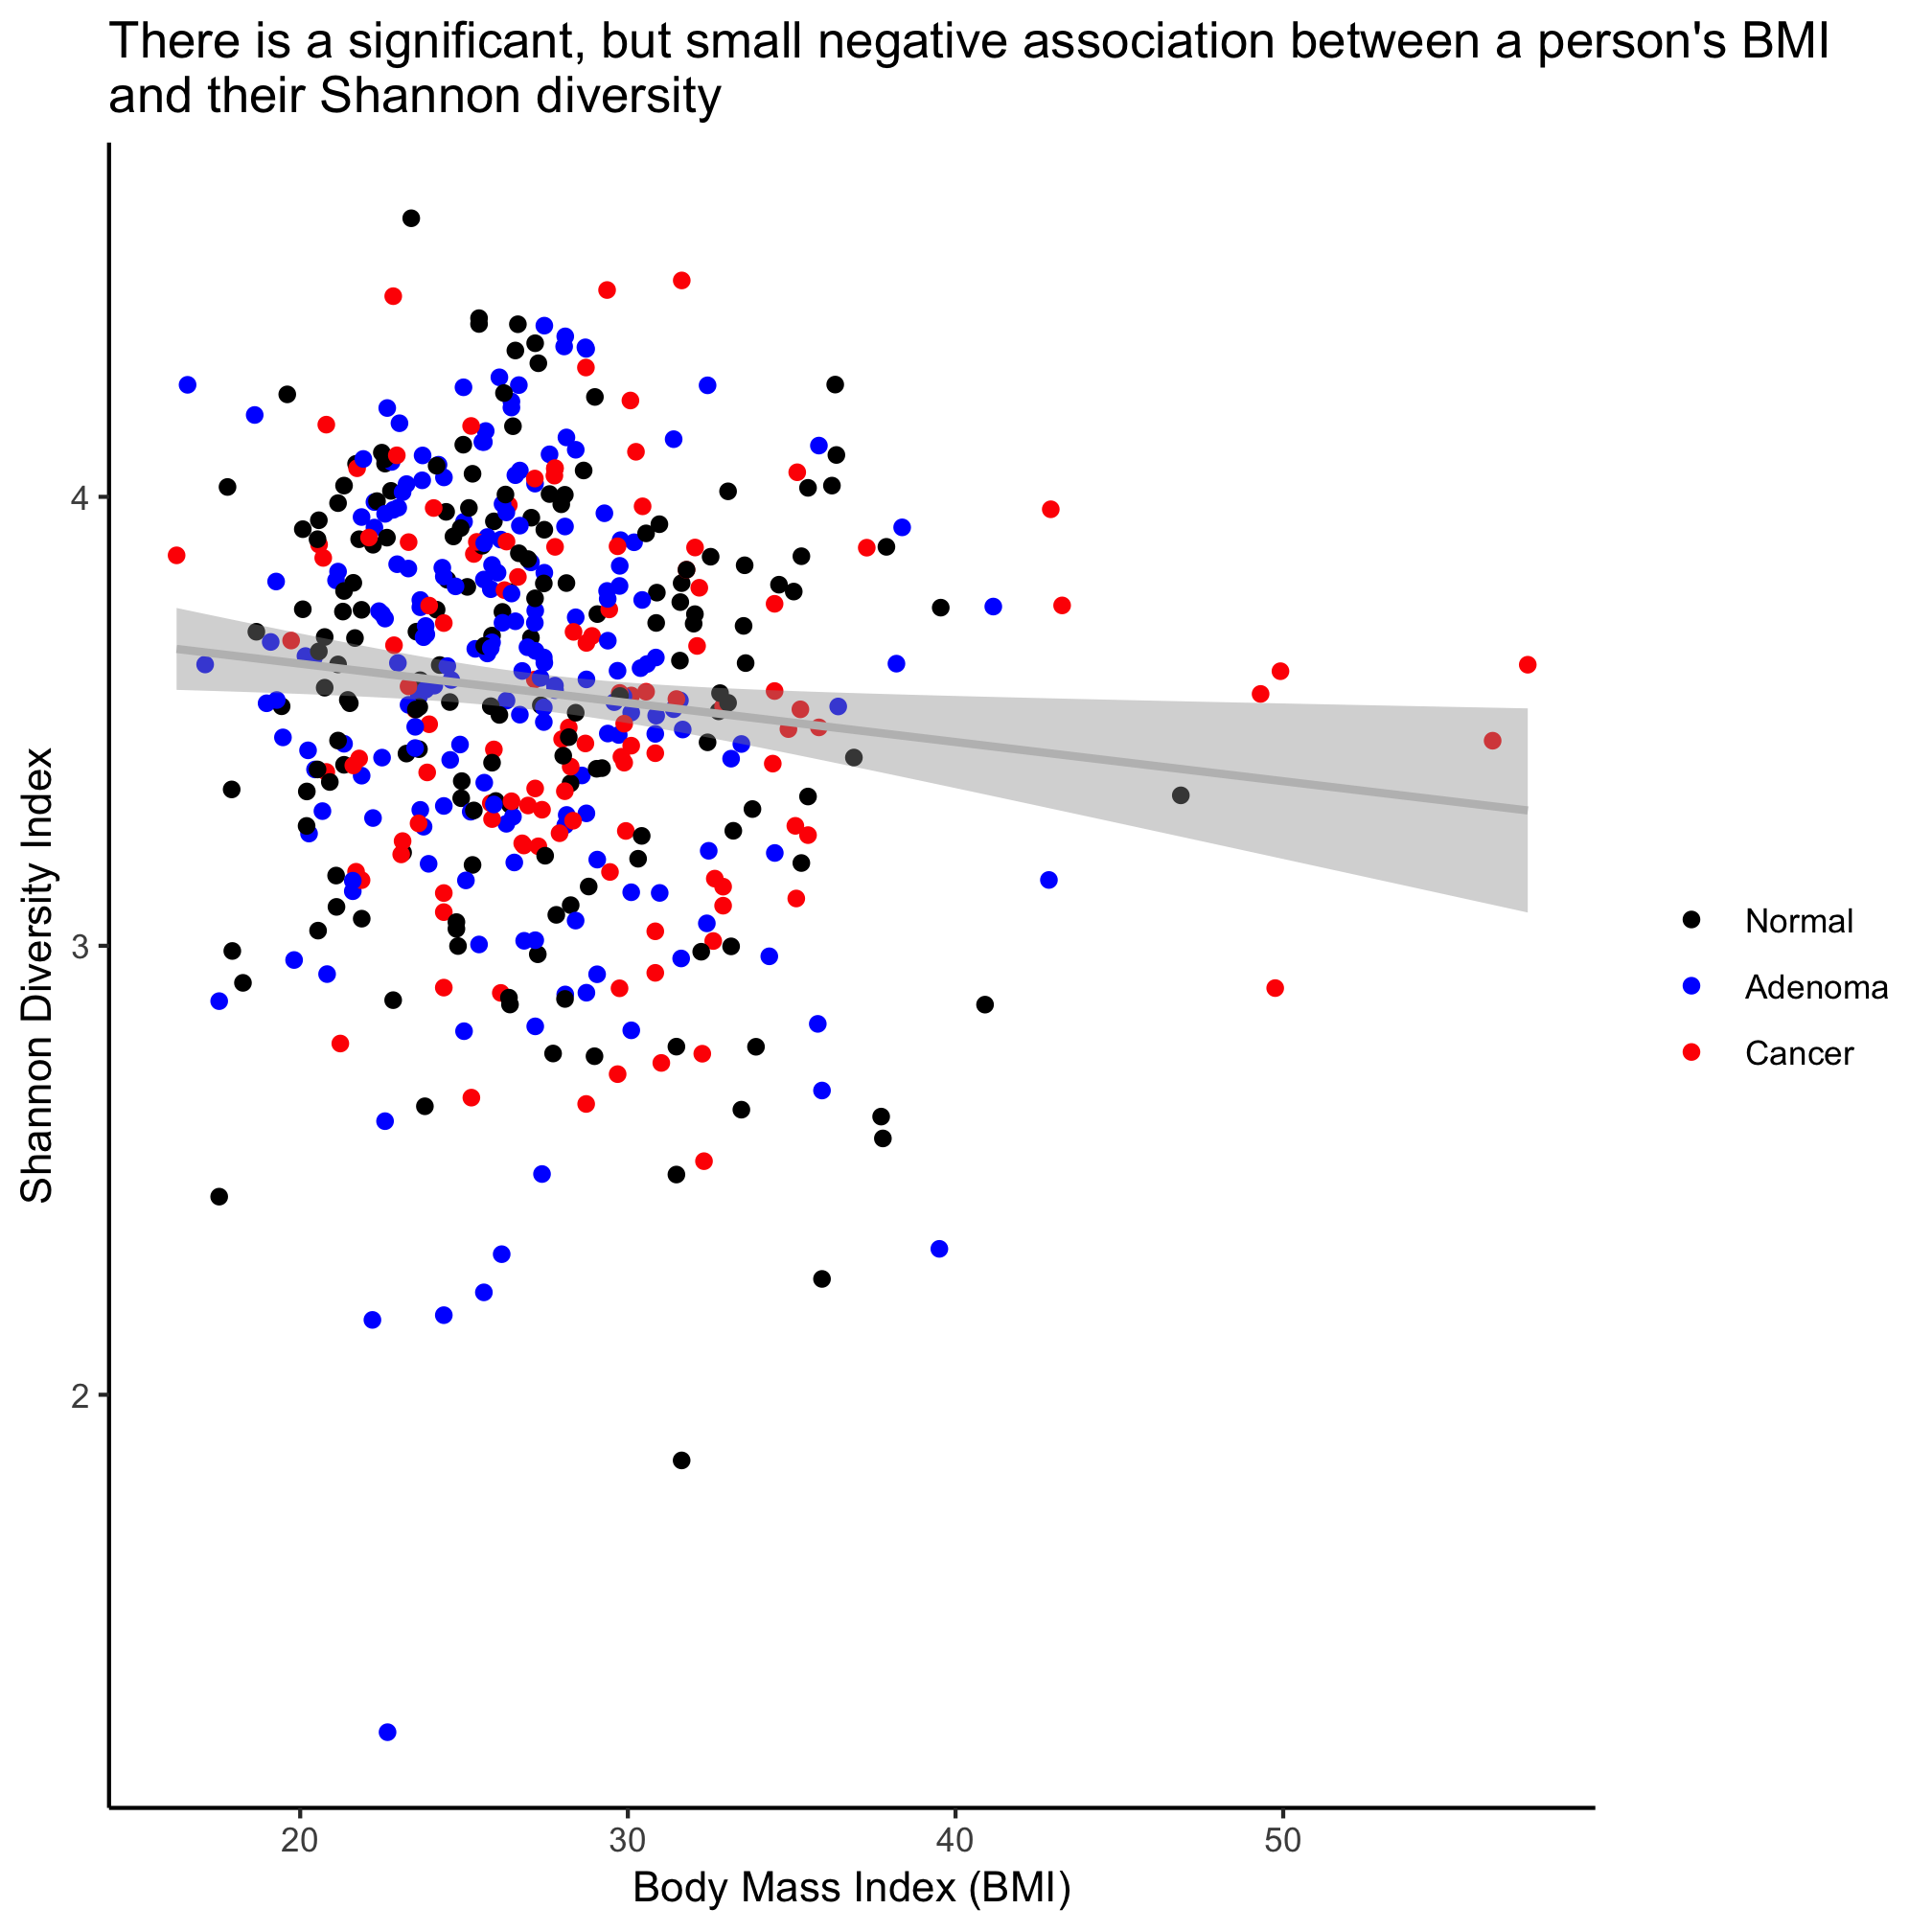 There is a significant, but small negative association between a person's BMI
and their Shannon diversity
Shannon Diversity Index
4
3
2
20
30
40
50
Body Mass Index (BMI)
Normal
Adenoma
Cancer